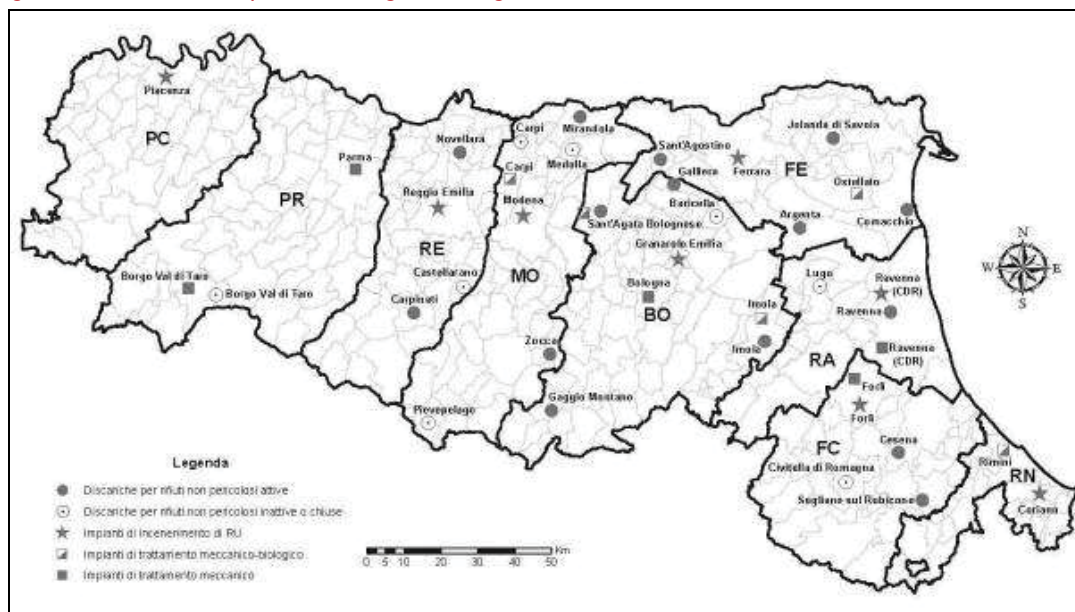 Piacenza
PC
PR
Parma
Borgo Val di Taro
Borgo Val di Taro
Novellara
Reggio Emilia
RE
Castellarano
Carpineti
Carpi
Mirandola
Medolla
Carpi
Modena
MO
Zocca
Pievepelago
Sant'Agostino
Galliera
Ferrara
Jolanda di Savoia
FE
Ostellato
Comacchio
Argenta
Baricella
Sant'Agata Bolognese
Granarolo Emilia
Bologna
BO
Imola
Imola
Gaggio Montano
Lugo
Ravenna
(CDR)
Ravenna
Ravenna
(CDR)
RA
Forlì
Forlì
FC
Cesena
Civitella di Romagna
Sogliano sul Rubicone
Rimini
RN
Coriano
N
W
E
S
Legenda
Discariche per rifiuti non pericolosi attive
Discariche per rifiuti non pericolosi inattive o chiuse
Impianti di incenerimento di RU
Impianti di trattamento meccanico-biologico
Impianti di trattamento meccanico
0 5 10 20 30 40 50
Km